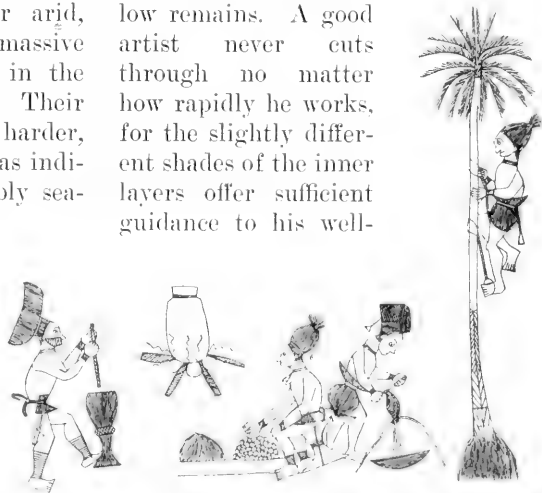 r arid,
massive
in the
Their
harder,
as indi-
bly sea-
low remains. A good
artist never cuts
through no matter
how rapidly he works,
for the slightly differ-
ent shades of the inner
layers offer sufficient
guidance to his well-